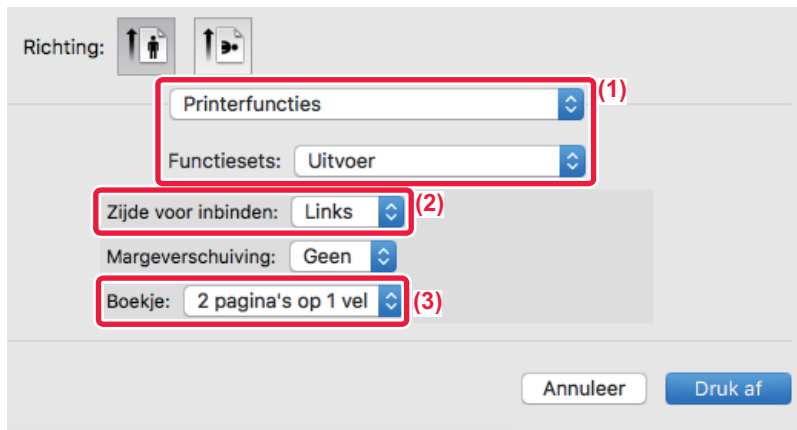 Richting:
Printerfuncties (1)
Functiesets: Uitvoer
Zijde voor inbinden: Links (2)
Margeverschuiving: Geen
Boekje: 2 pagina's op 1 vel (3)
Annuleer Druk af